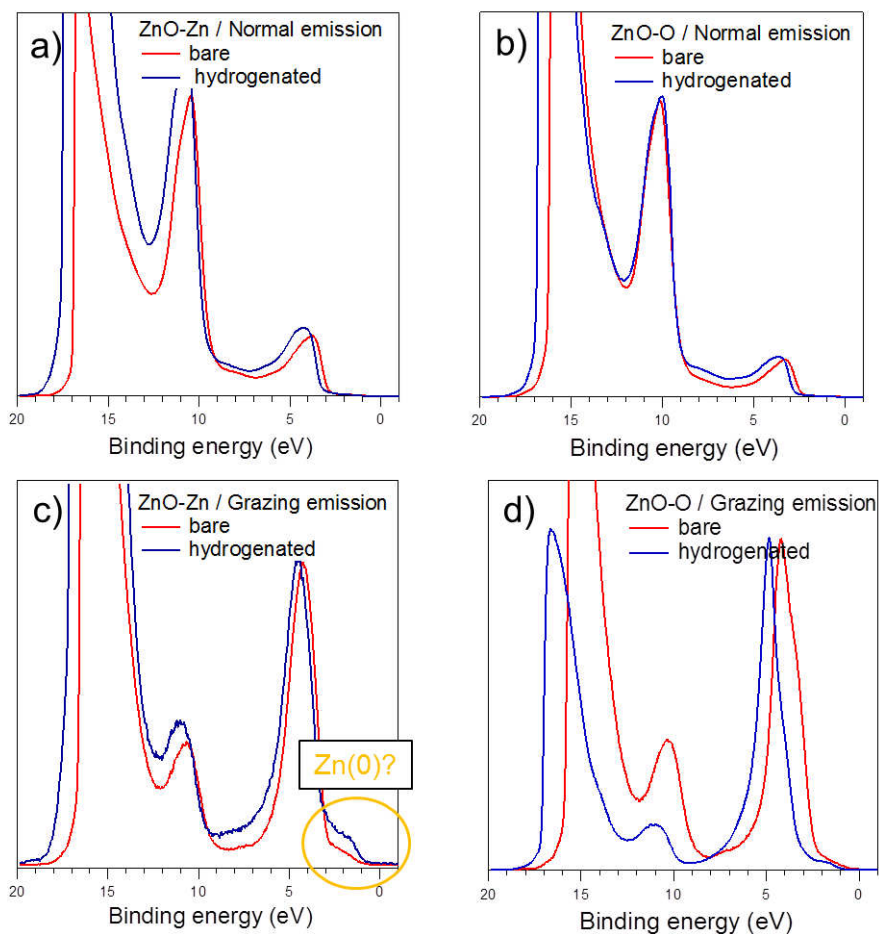 a)
ZnO-Zn / Normal emission
bare
hydrogenated
20 15 10 5 0
Binding energy (eV)
b)
ZnO-O / Normal emission
bare
hydrogenated
20 15 10 5 0
Binding energy (eV)
c)
ZnO-Zn / Grazing emission
bare
hydrogenated
Zn(0)?
20 15 10 5 0
Binding energy (eV)
d)
ZnO-O / Grazing emission
bare
hydrogenated
20 15 10 5 0
Binding energy (eV)